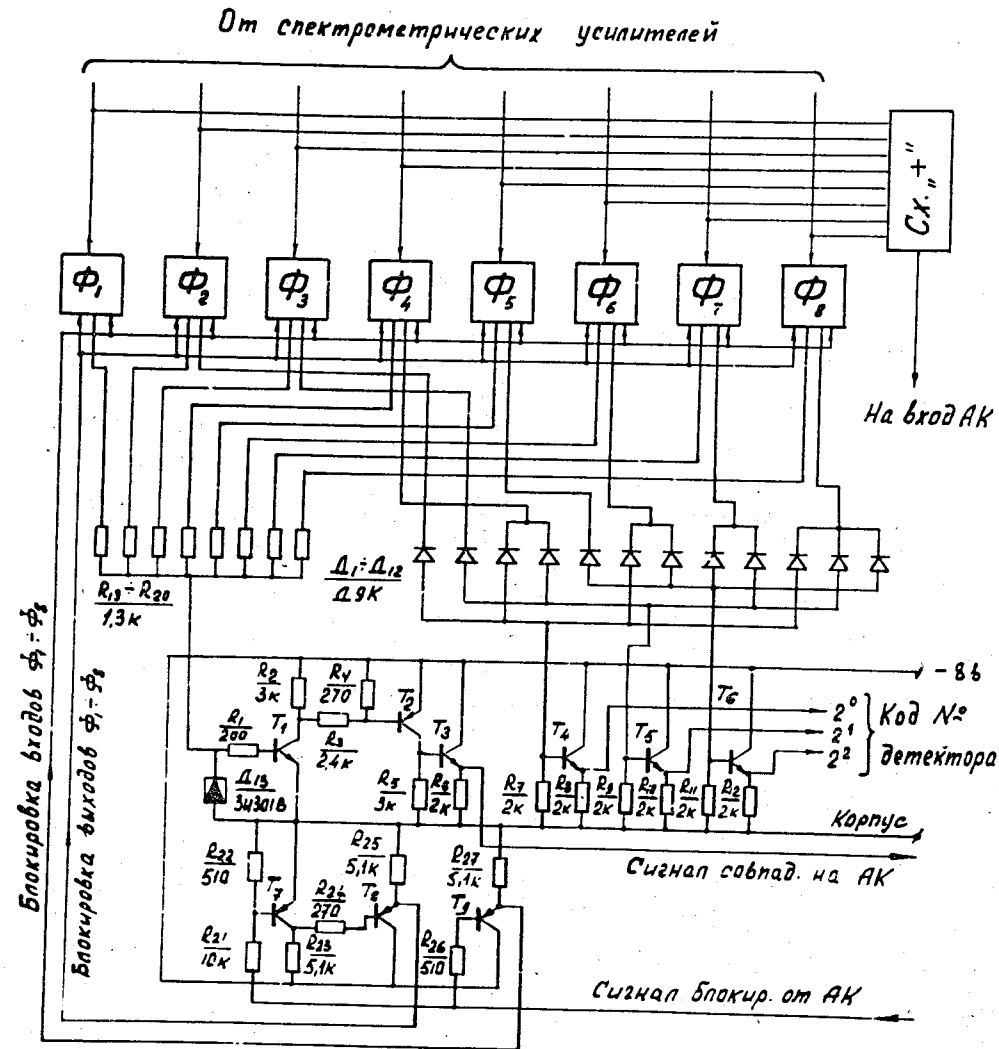 От спектрометрических усилителей
Сх. „+"
Ф1
Ф2
Ф3
Ф4
Ф5
Ф6
Ф7
Ф8
На вход АК
R13 ÷ R20
1,3к
Д1 ÷ Д12
Д9К
Блокировка входов Ф1 ÷ Ф8
Блокировка выходов Ф1 ÷ Ф8
-8в
R2
3к
R4
270
T2
T1
R1
200
R3
2,4к
T3
T4
T5
T6
2⁰
2¹
2²
Код №
детектора
Д13
3И301В
R5
3к
R6
2к
R7
2к
R8
2к
R9
2к
2к
R11
2к
2к
Корпус
Сигнал совпад. на АК
R22
510
R25
5,1к
R27
5,1к
T7
R24
270
T8
T9
R21
10к
R23
5,1к
R26
510
Сигнал блокир. от АК